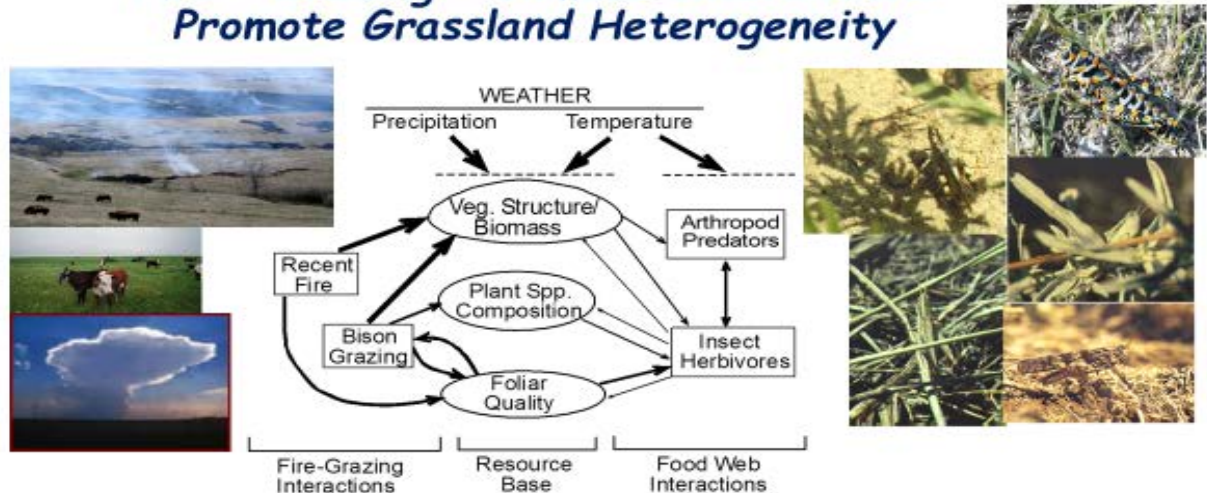 Promote Grassland Heterogeneity
WEATHER
Precipitation
Temperature
Veg. Structure/
Biomass
Arthropod
Predators
Recent
Fire
Plant Spp.
Composition
Bison
Grazing
Insect
Herbivores
Foliar
Quality
Fire-Grazing
Interactions
Resource
Base
Food Web
Interactions